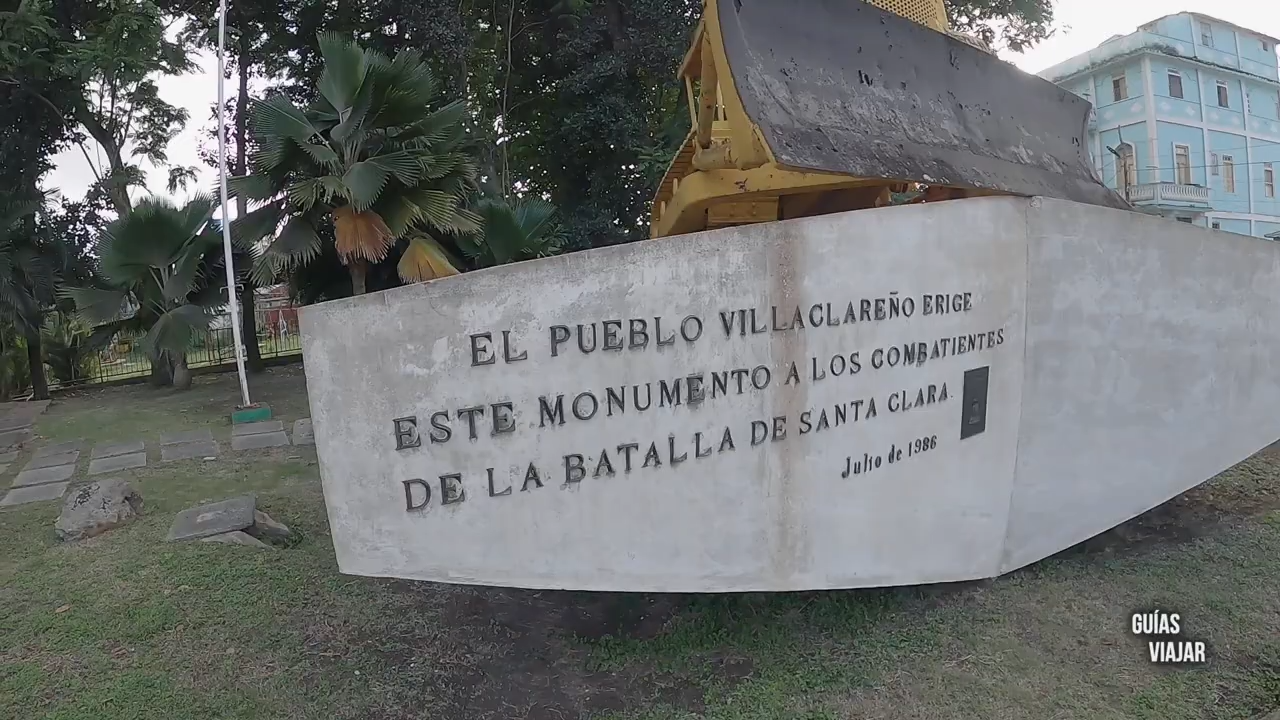 EL PUEBLO VILLACLAREÑO ERIGE
ESTE MONUMENTO A LOS COMBATIENTES
DE LA BATALLA DE SANTA CLARA.
Julio de 1986
GUÍAS
VIAJAR